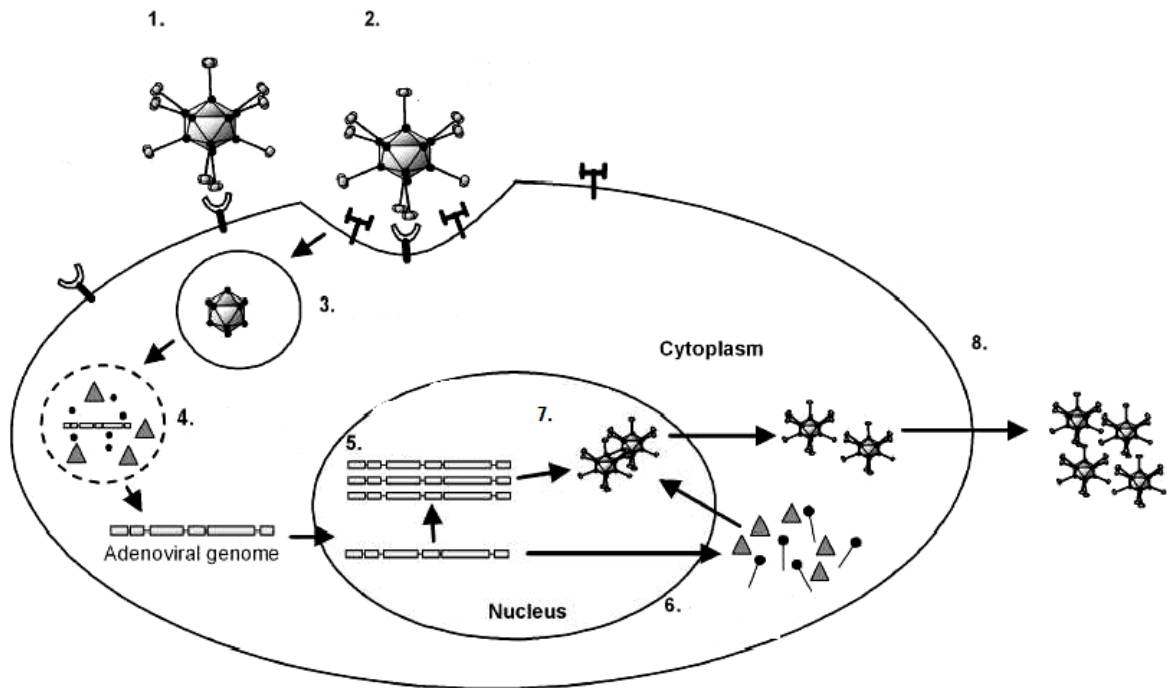 1.
2.
3.
Cytoplasm
8.
4.
5.
7.
Adenoviral genome
Nucleus
6.